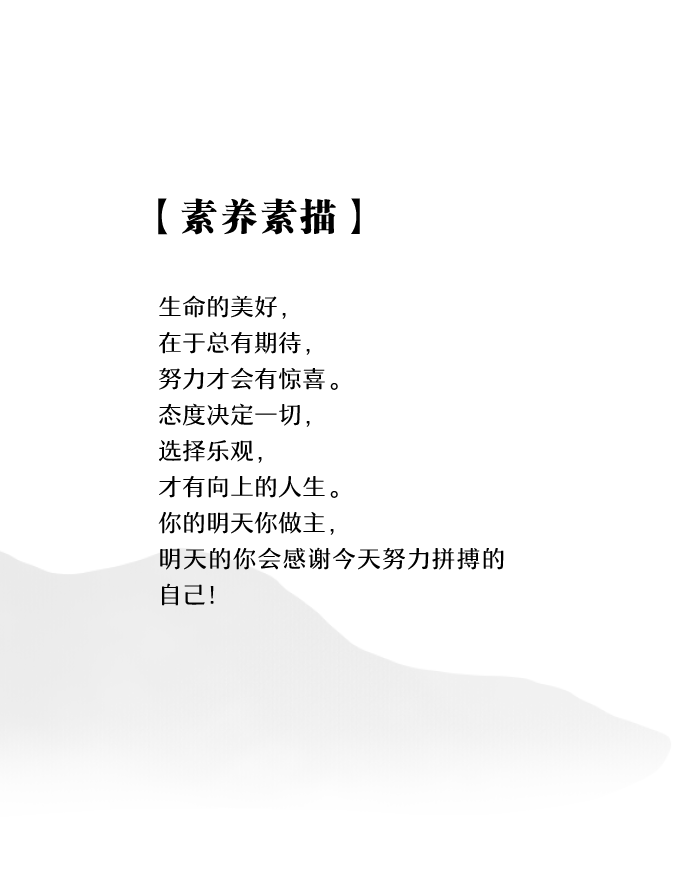 【素养素描】
生命的美好，
在于总有期待，
努力才会有惊喜。
态度决定一切，
选择乐观，
才有向上的人生。
你的明天你做主，
明天的你会感谢今天努力拼搏的
自己！